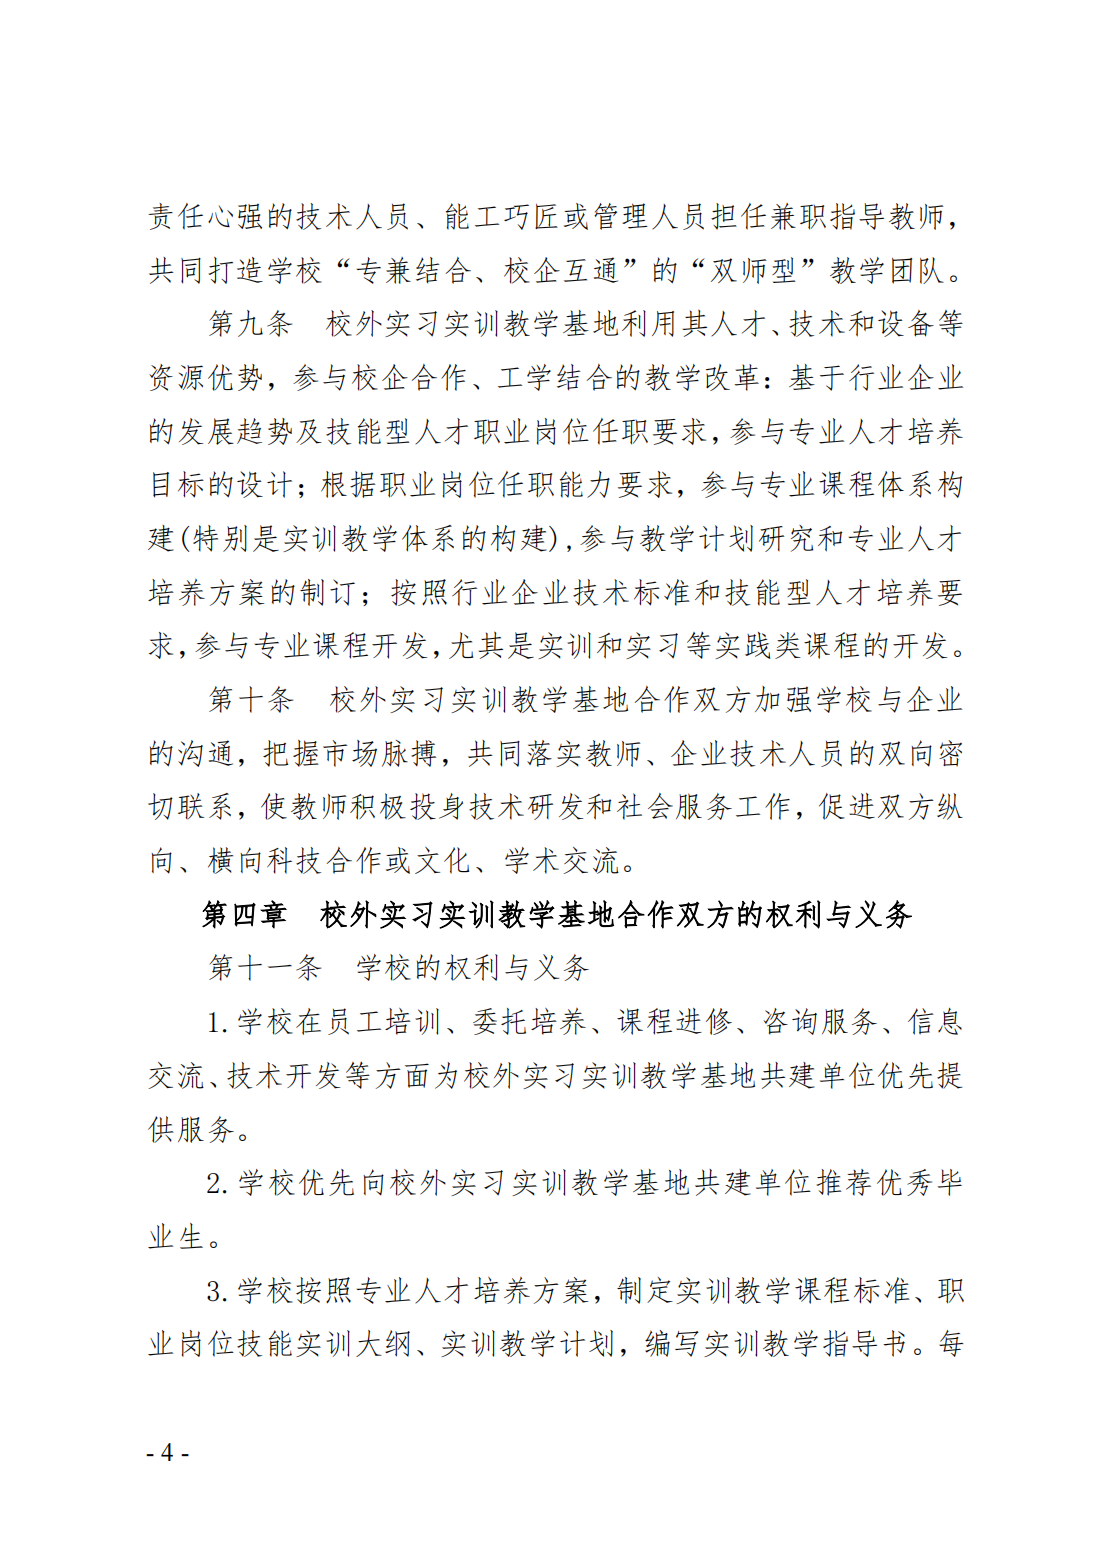 责任心强的技术人员、能工巧匠或管理人员担任兼职指导教师，
共同打造学校“专兼结合、校企互通”的“双师型”教学团队。
第九条　校外实习实训教学基地利用其人才、技术和设备等
资源优势，参与校企合作、工学结合的教学改革：基于行业企业
的发展趋势及技能型人才职业岗位任职要求，参与专业人才培养
目标的设计；根据职业岗位任职能力要求，参与专业课程体系构
建(特别是实训教学体系的构建),参与教学计划研究和专业人才
培养方案的制订；按照行业企业技术标准和技能型人才培养要
求，参与专业课程开发，尤其是实训和实习等实践类课程的开发。
第十条　校外实习实训教学基地合作双方加强学校与企业
的沟通，把握市场脉搏，共同落实教师、企业技术人员的双向密
切联系，使教师积极投身技术研发和社会服务工作，促进双方纵
向、横向科技合作或文化、学术交流。
第四章　校外实习实训教学基地合作双方的权利与义务
第十一条　学校的权利与义务
1.学校在员工培训、委托培养、课程进修、咨询服务、信息
交流、技术开发等方面为校外实习实训教学基地共建单位优先提
供服务。
2.学校优先向校外实习实训教学基地共建单位推荐优秀毕
业生。
3.学校按照专业人才培养方案，制定实训教学课程标准、职
业岗位技能实训大纲、实训教学计划，编写实训教学指导书。每
- 4 -